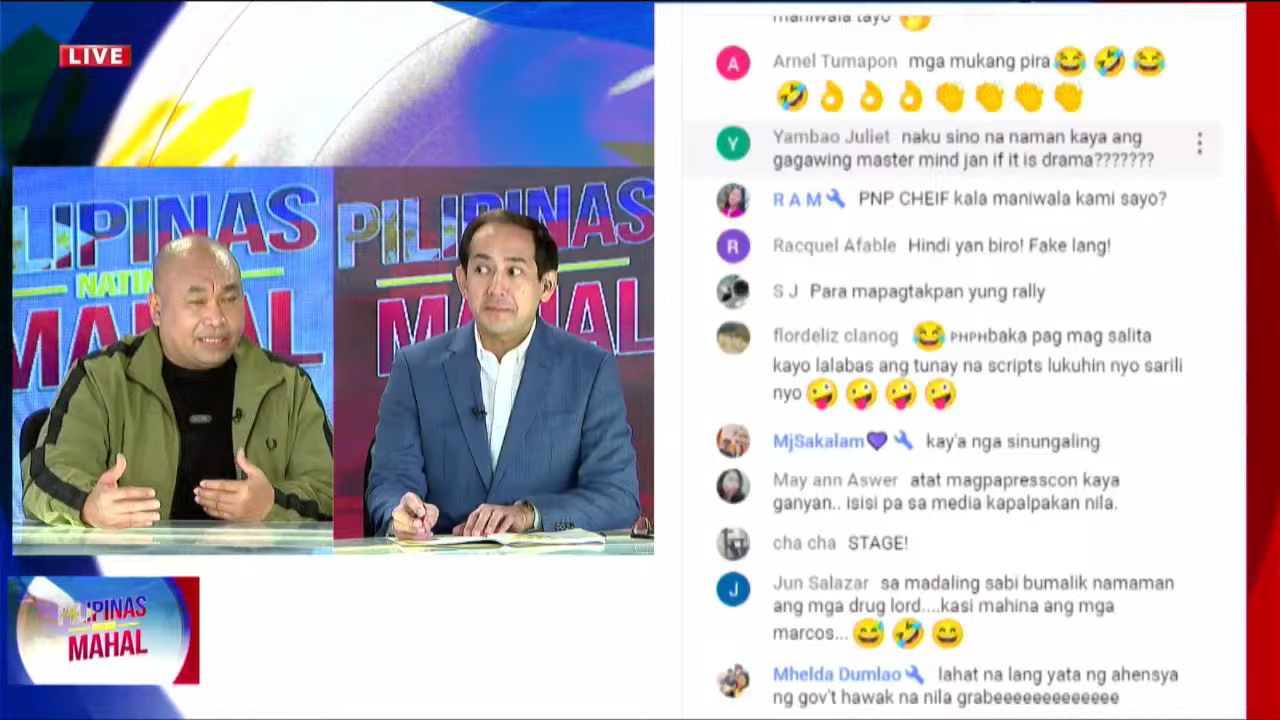 LIVE
PILIPINAS
NATIN
MAHAL
PILIPINAS
MAHAL
PILIPINAS
MAHAL
maniwala tayo
Arnel Tumapon mga mukang pira😂🤣😂
🤣👌👌👌👏👏👏👏
Yambao Juliet naku sino na naman kaya ang
gagawing master mind jan if it is drama???????
R A M🔧 PNP CHEIF kala maniwala kami sayo?
Racquel Afable Hindi yan biro! Fake lang!
S J Para mapagtakpan yung rally
flordeliz clanog 😂ᴘʜᴘʜbaka pag mag salita
kayo lalabas ang tunay na scripts lukuhin nyo sarili
nyo🤪🤪🤪🤪
MjSakalam💜🔧 kay'a nga sinungaling
May ann Aswer atat magpapresscon kaya
ganyan.. isisi pa sa media kapalpakan nila.
cha cha STAGE!
Jun Salazar sa madaling sabi bumalik namaman
ang mga drug lord....kasi mahina ang mga
marcos...😅🤣😄
Mhelda Dumlao🔧 lahat na lang yata ng ahensya
ng gov't hawak na nila grabeeeeeeeeeeeee